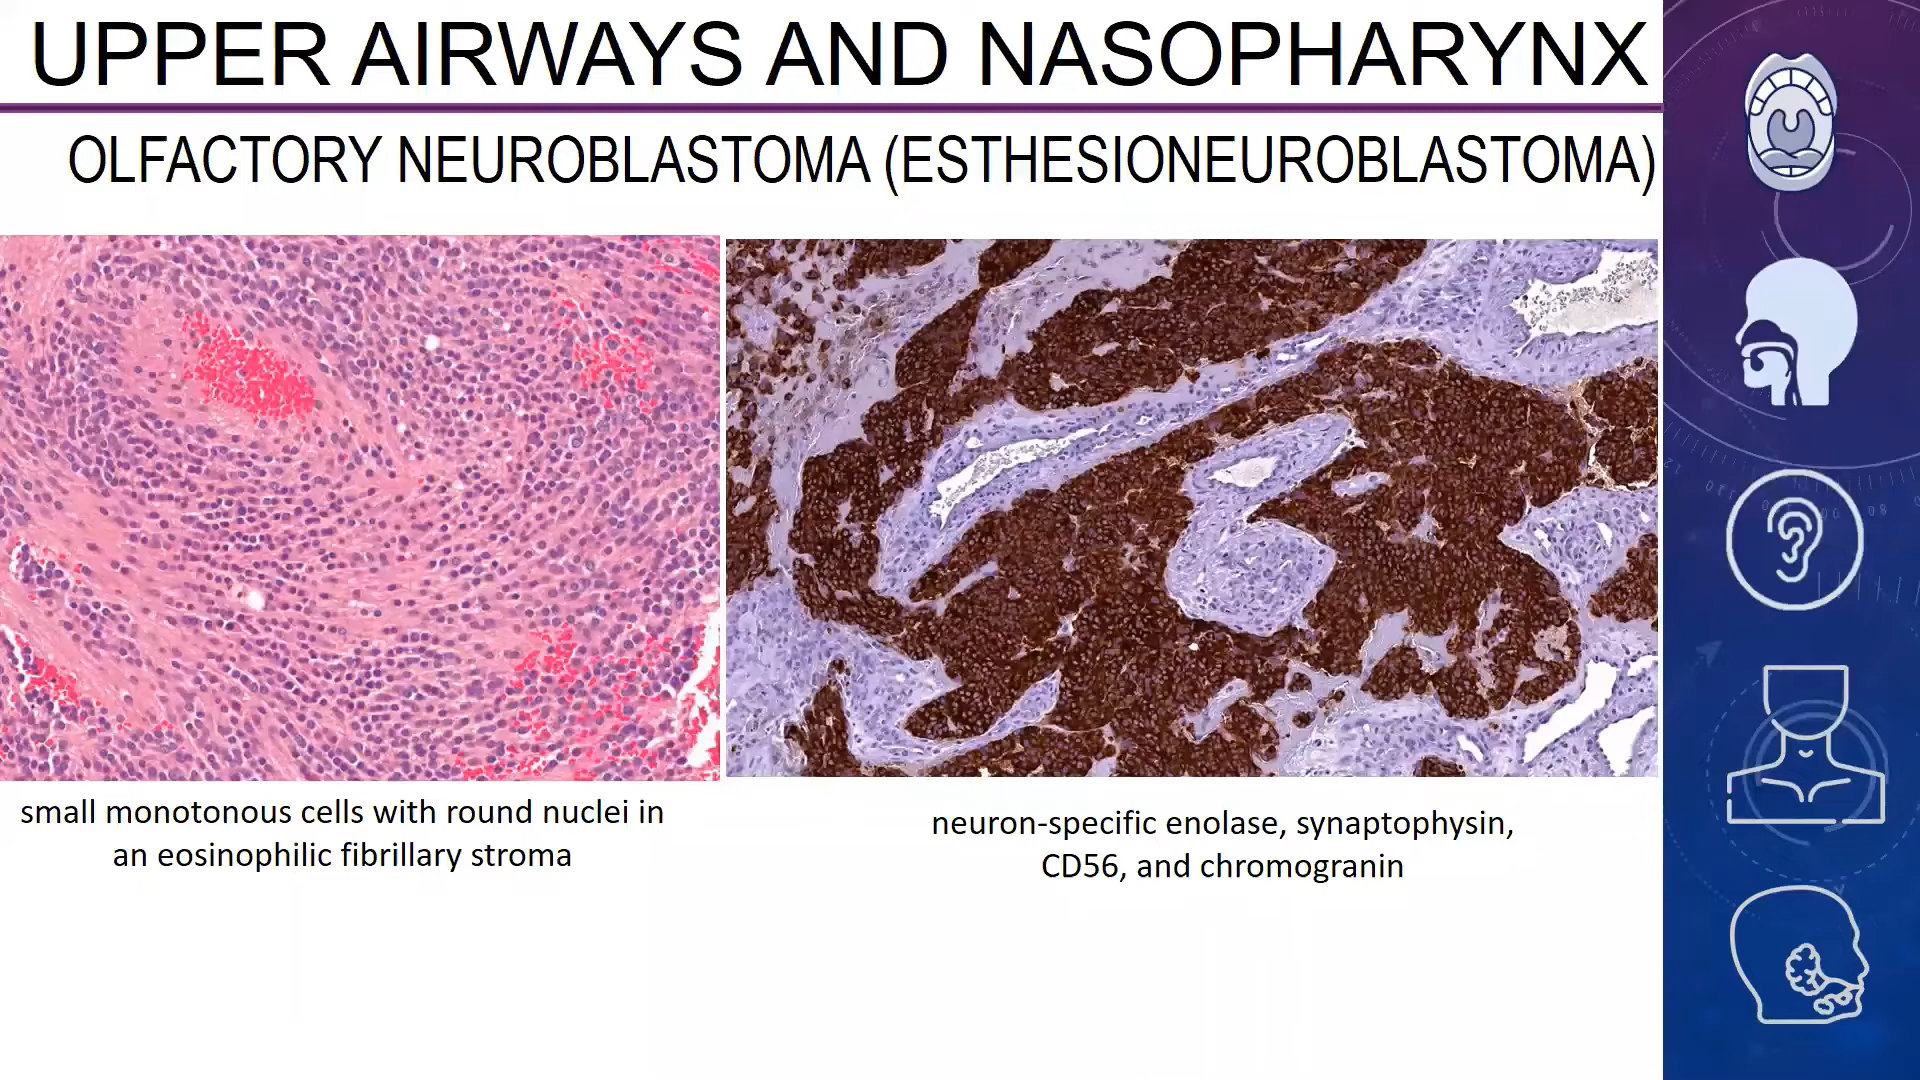 UPPER AIRWAYS AND NASOPHARYNX
OLFACTORY NEUROBLASTOMA (ESTHESIONEUROBLASTOMA)
small monotonous cells with round nuclei in
an eosinophilic fibrillary stroma
neuron-specific enolase, synaptophysin,
CD56, and chromogranin